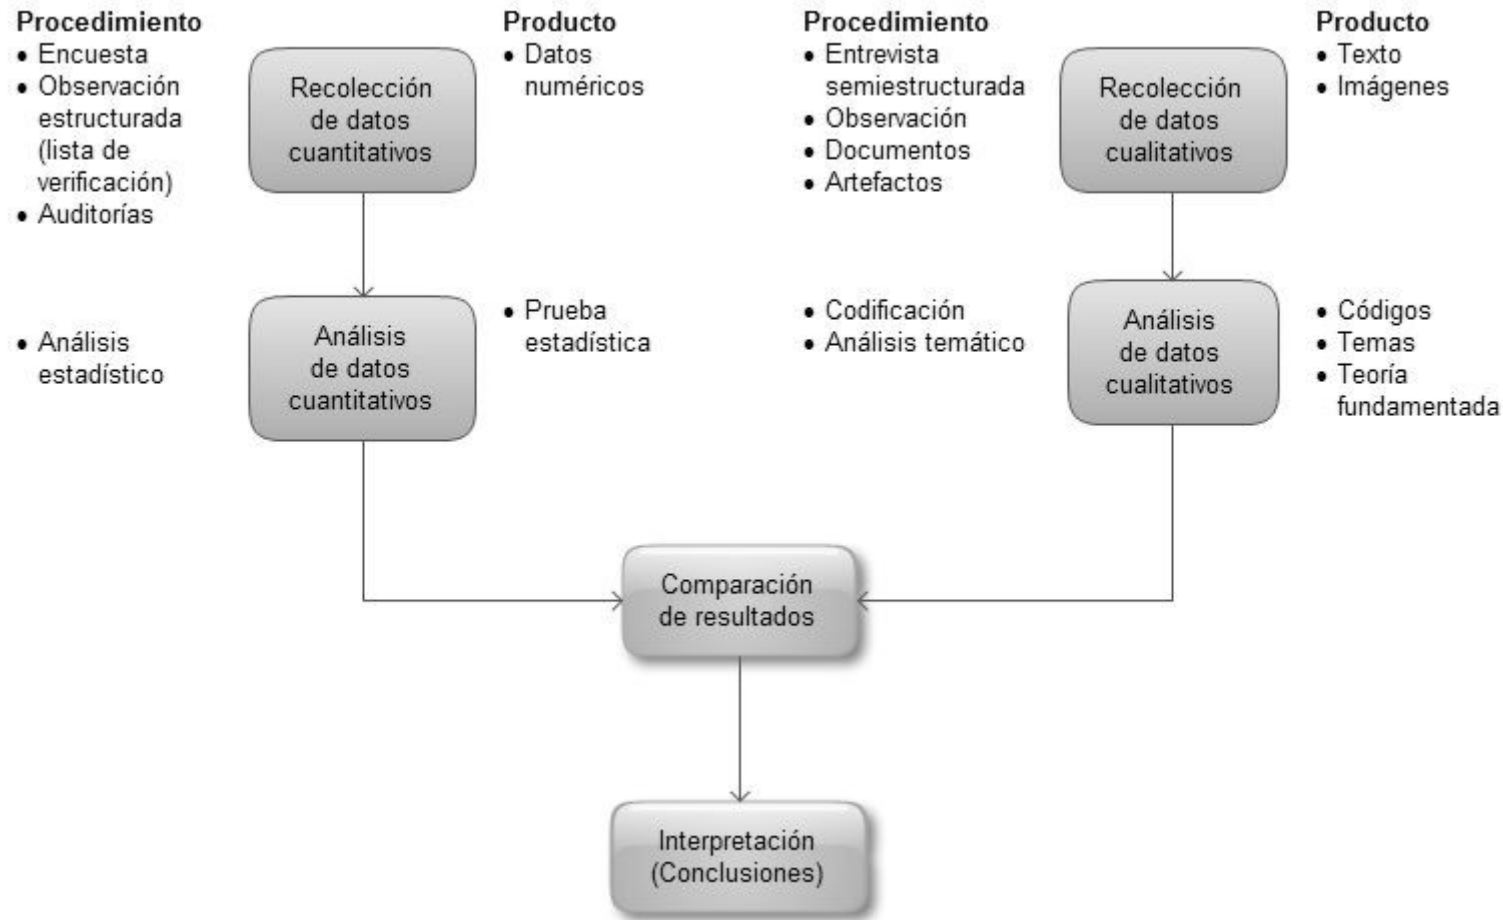 Procedimiento
• Encuesta
• Observación
estructurada
(lista de
verificación)
• Auditorías
Recolección
de datos
cuantitativos
Producto
• Datos
numéricos
Procedimiento
• Entrevista
semiestructurada
• Observación
• Documentos
• Artefactos
Recolección
de datos
cualitativos
Producto
• Texto
• Imágenes
• Análisis
estadístico
Análisis
de datos
cuantitativos
• Prueba
estadística
• Codificación
• Análisis temático
Análisis
de datos
cualitativos
• Códigos
• Temas
• Teoría
fundamentada
Comparación
de resultados
Interpretación
(Conclusiones)